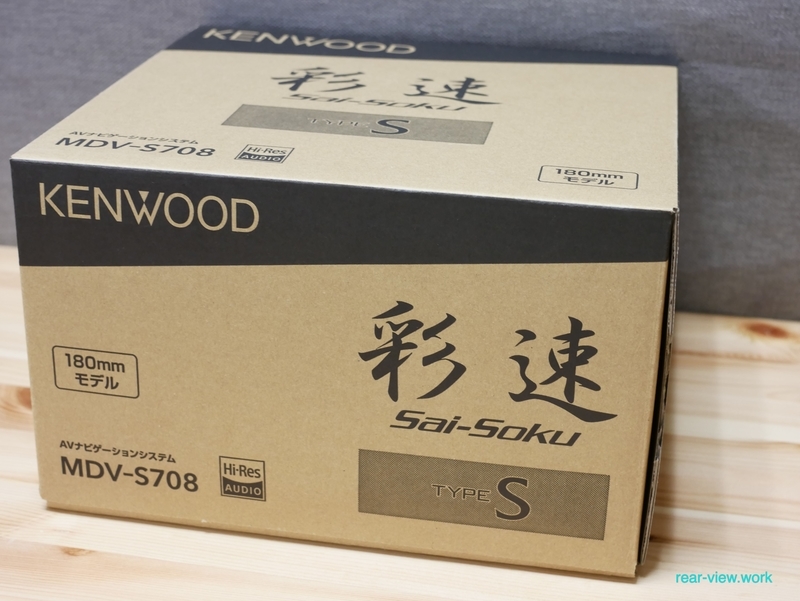 KENWOOD
彩速
Sai-Soku
TYPE S
AVナビゲーションシステム
MDV-S708
Hi-Res
AUDIO
180mm
モデル
KENWOOD
彩速
Sai-Soku
180mm
モデル
AVナビゲーションシステム
MDV-S708
Hi-Res
AUDIO
TYPE S
rear-view.work